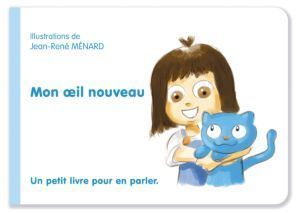 Illustrations de
Jean-René MÉNARD
Mon œil nouveau
Un petit livre pour en parler.